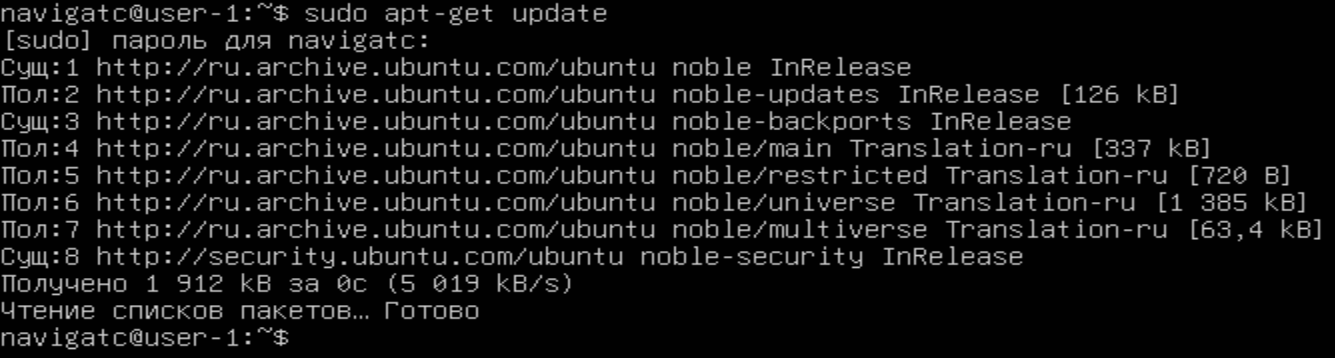 navigatc@user-1:~$ sudo apt-get update
[sudo] пароль для navigatc:
Сущ:1 http://ru.archive.ubuntu.com/ubuntu noble InRelease
Пол:2 http://ru.archive.ubuntu.com/ubuntu noble-updates InRelease [126 kB]
Сущ:3 http://ru.archive.ubuntu.com/ubuntu noble-backports InRelease
Пол:4 http://ru.archive.ubuntu.com/ubuntu noble/main Translation-ru [337 kB]
Пол:5 http://ru.archive.ubuntu.com/ubuntu noble/restricted Translation-ru [720 B]
Пол:6 http://ru.archive.ubuntu.com/ubuntu noble/universe Translation-ru [1 385 kB]
Пол:7 http://ru.archive.ubuntu.com/ubuntu noble/multiverse Translation-ru [63,4 kB]
Сущ:8 http://security.ubuntu.com/ubuntu noble-security InRelease
Получено 1 912 kB за 0с (5 019 kB/s)
Чтение списков пакетов… Готово
navigatc@user-1:~$